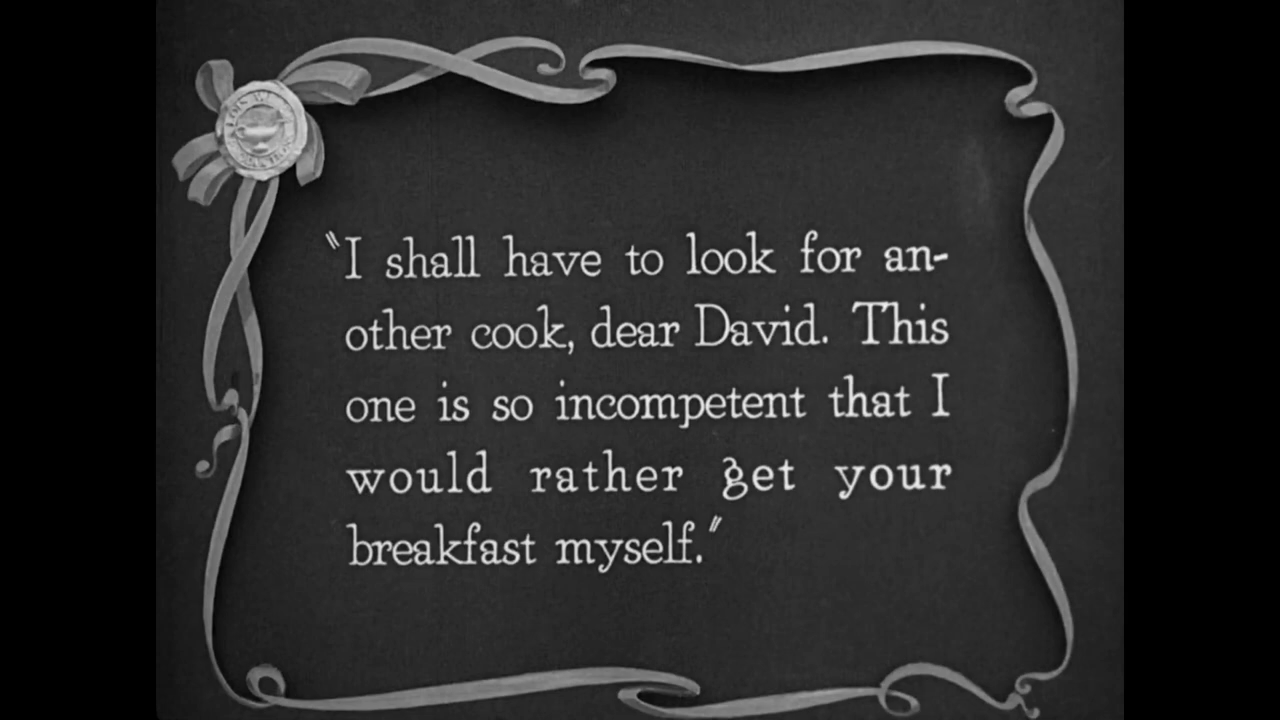 "I shall have to look for an-
other cook, dear David. This
one is so incompetent that I
would rather get your
breakfast myself."